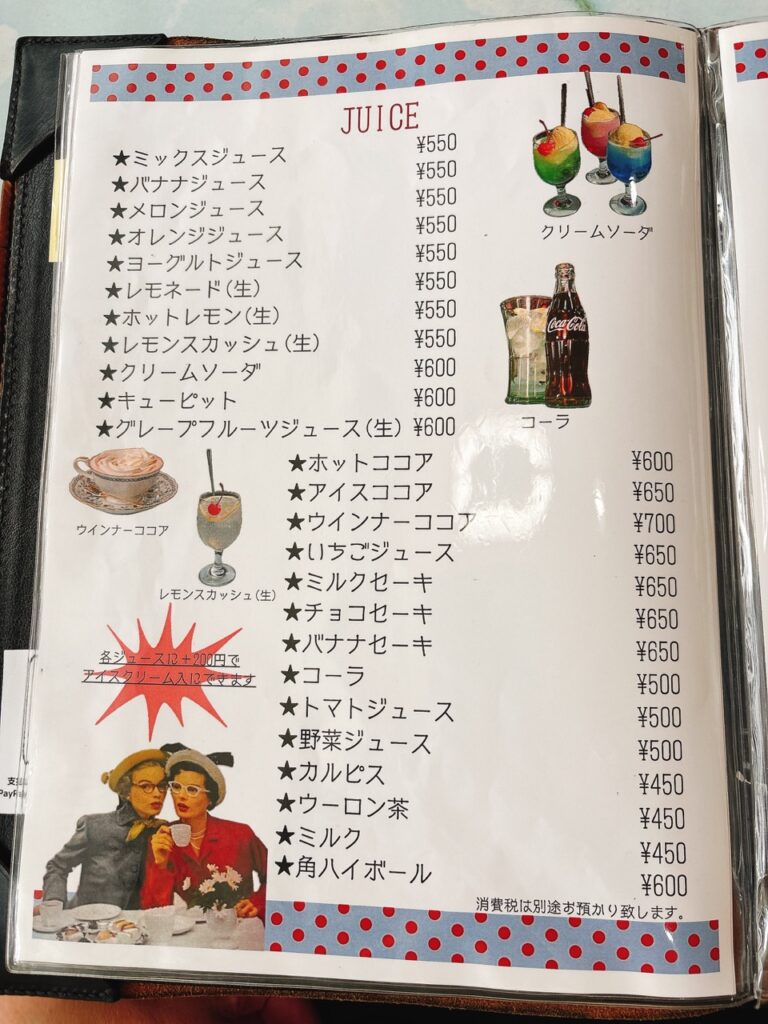 JUICE
★ミックスジュース ¥550
★バナナジュース ¥550
★メロンジュース ¥550
★オレンジジュース ¥550
★ヨーグルトジュース ¥550
★レモネード(生) ¥550
★ホットレモン(生) ¥550
★レモンスカッシュ(生) ¥550
★クリームソーダ ¥600
★キューピット ¥600
★グレープフルーツジュース(生) ¥600
クリームソーダ
Coca-Cola
コーラ
ウインナーココア
レモンスカッシュ(生)
★ホットココア ¥600
★アイスココア ¥650
★ウインナーココア ¥700
★いちごジュース ¥650
★ミルクセーキ ¥650
★チョコセーキ ¥650
★バナナセーキ ¥650
★コーラ ¥500
★トマトジュース ¥500
★野菜ジュース ¥500
★カルピス ¥450
★ウーロン茶 ¥450
★ミルク ¥450
★角ハイボール ¥600
各ジュースに+200円で
アイスクリーム入にできます
消費税は別途お預かり致します。